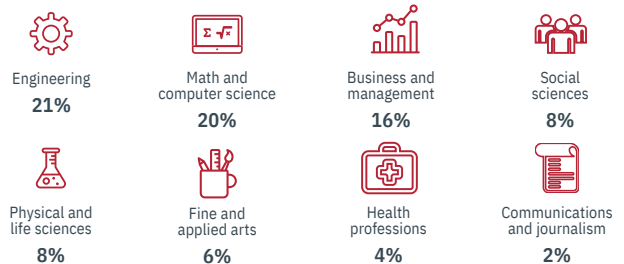 Σ √x
Engineering
21%
Math and
computer science
20%
Business and
management
16%
Social
sciences
8%
Physical and
life sciences
8%
Fine and
applied arts
6%
Health
professions
4%
Communications
and journalism
2%